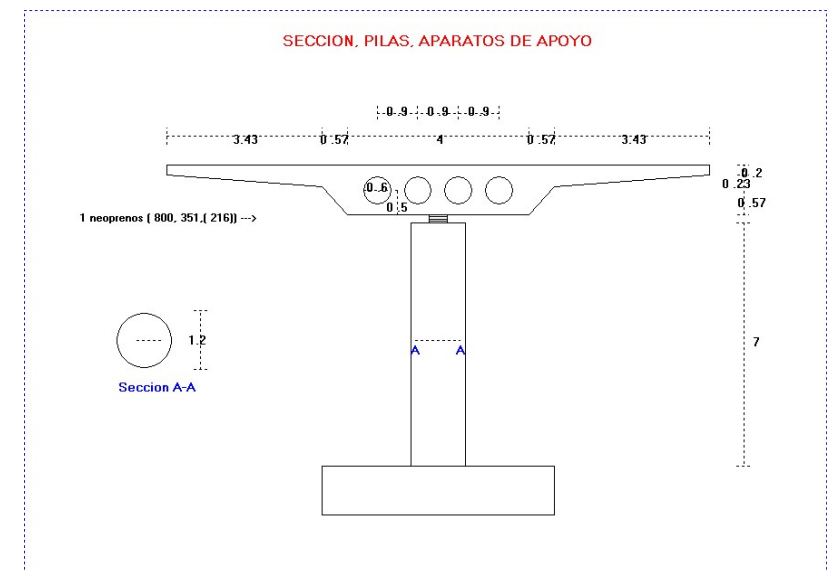 SECCION, PILAS, APARATOS DE APOYO
0 .9 0 .9 0 .9
3.43 0 .57 4 0 .57 3.43
0 .2
0 .23
0 .6
0 .57
0 .5
1 neoprenos ( 800, 351,( 216)) --->
1.2
7
A A
Seccion A-A